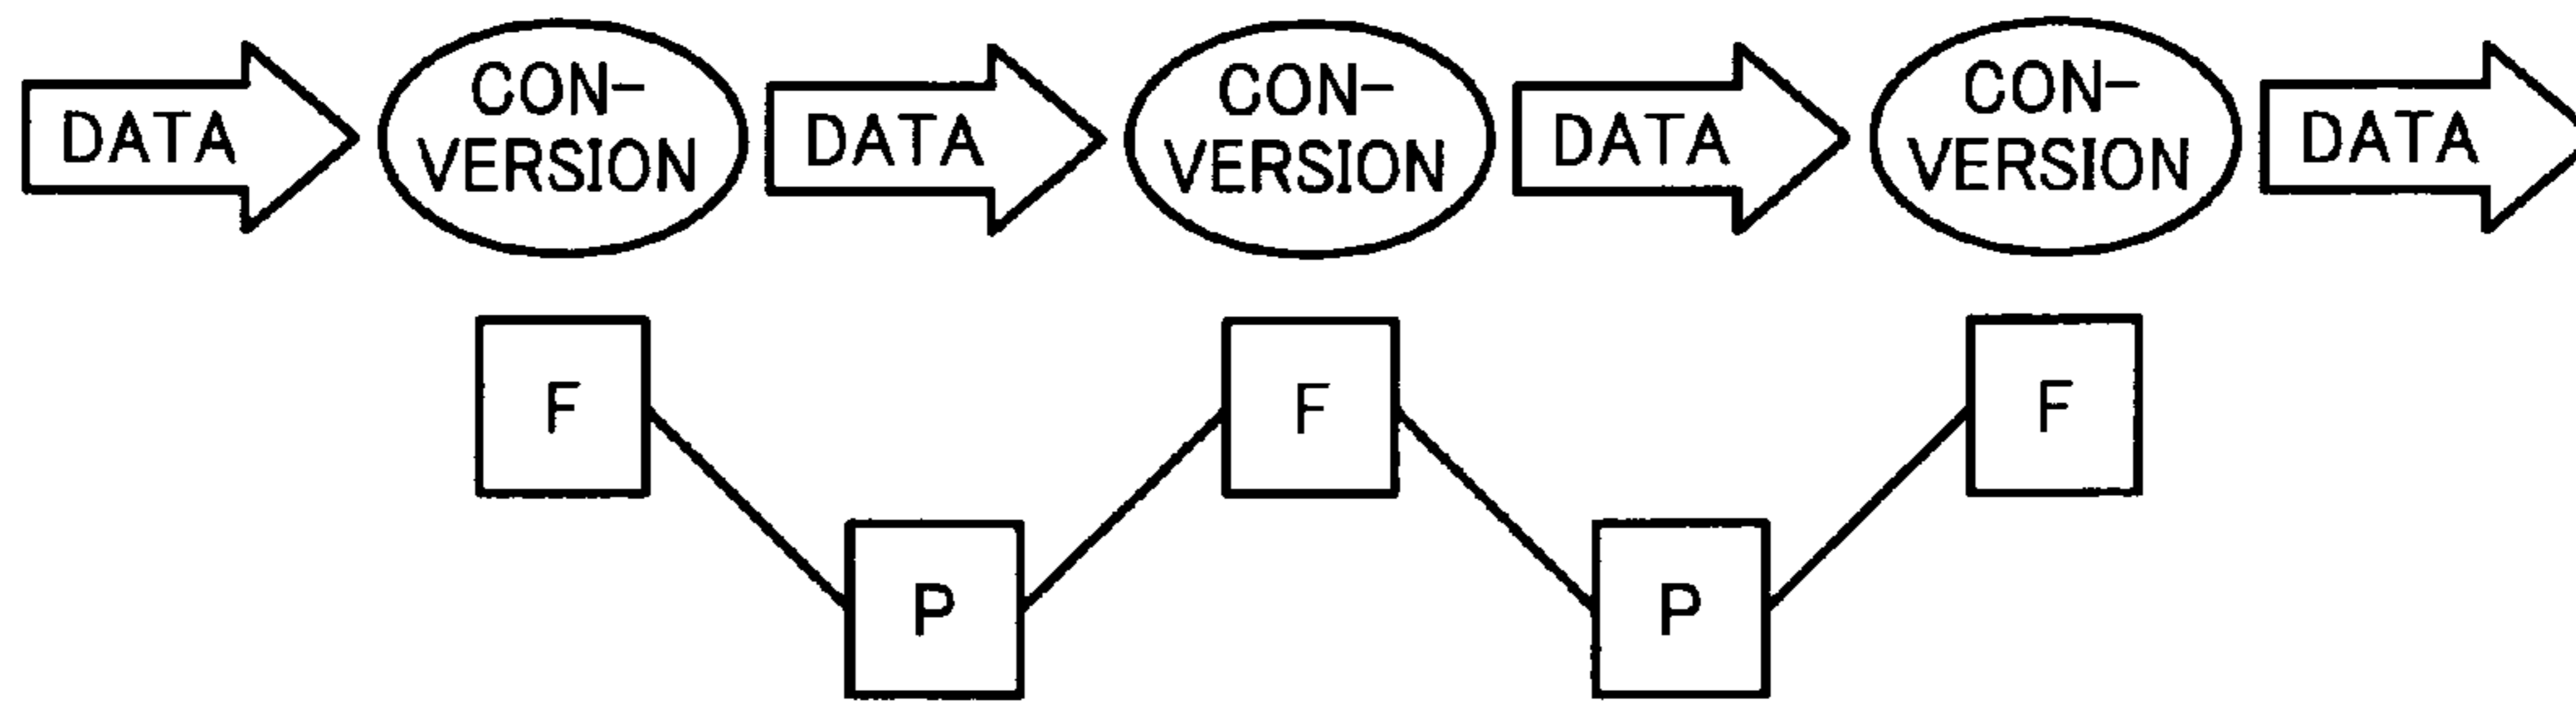 DATA
CON-
VERSION
DATA
CON-
VERSION
DATA
CON-
VERSION
DATA
F
F
F
P
P